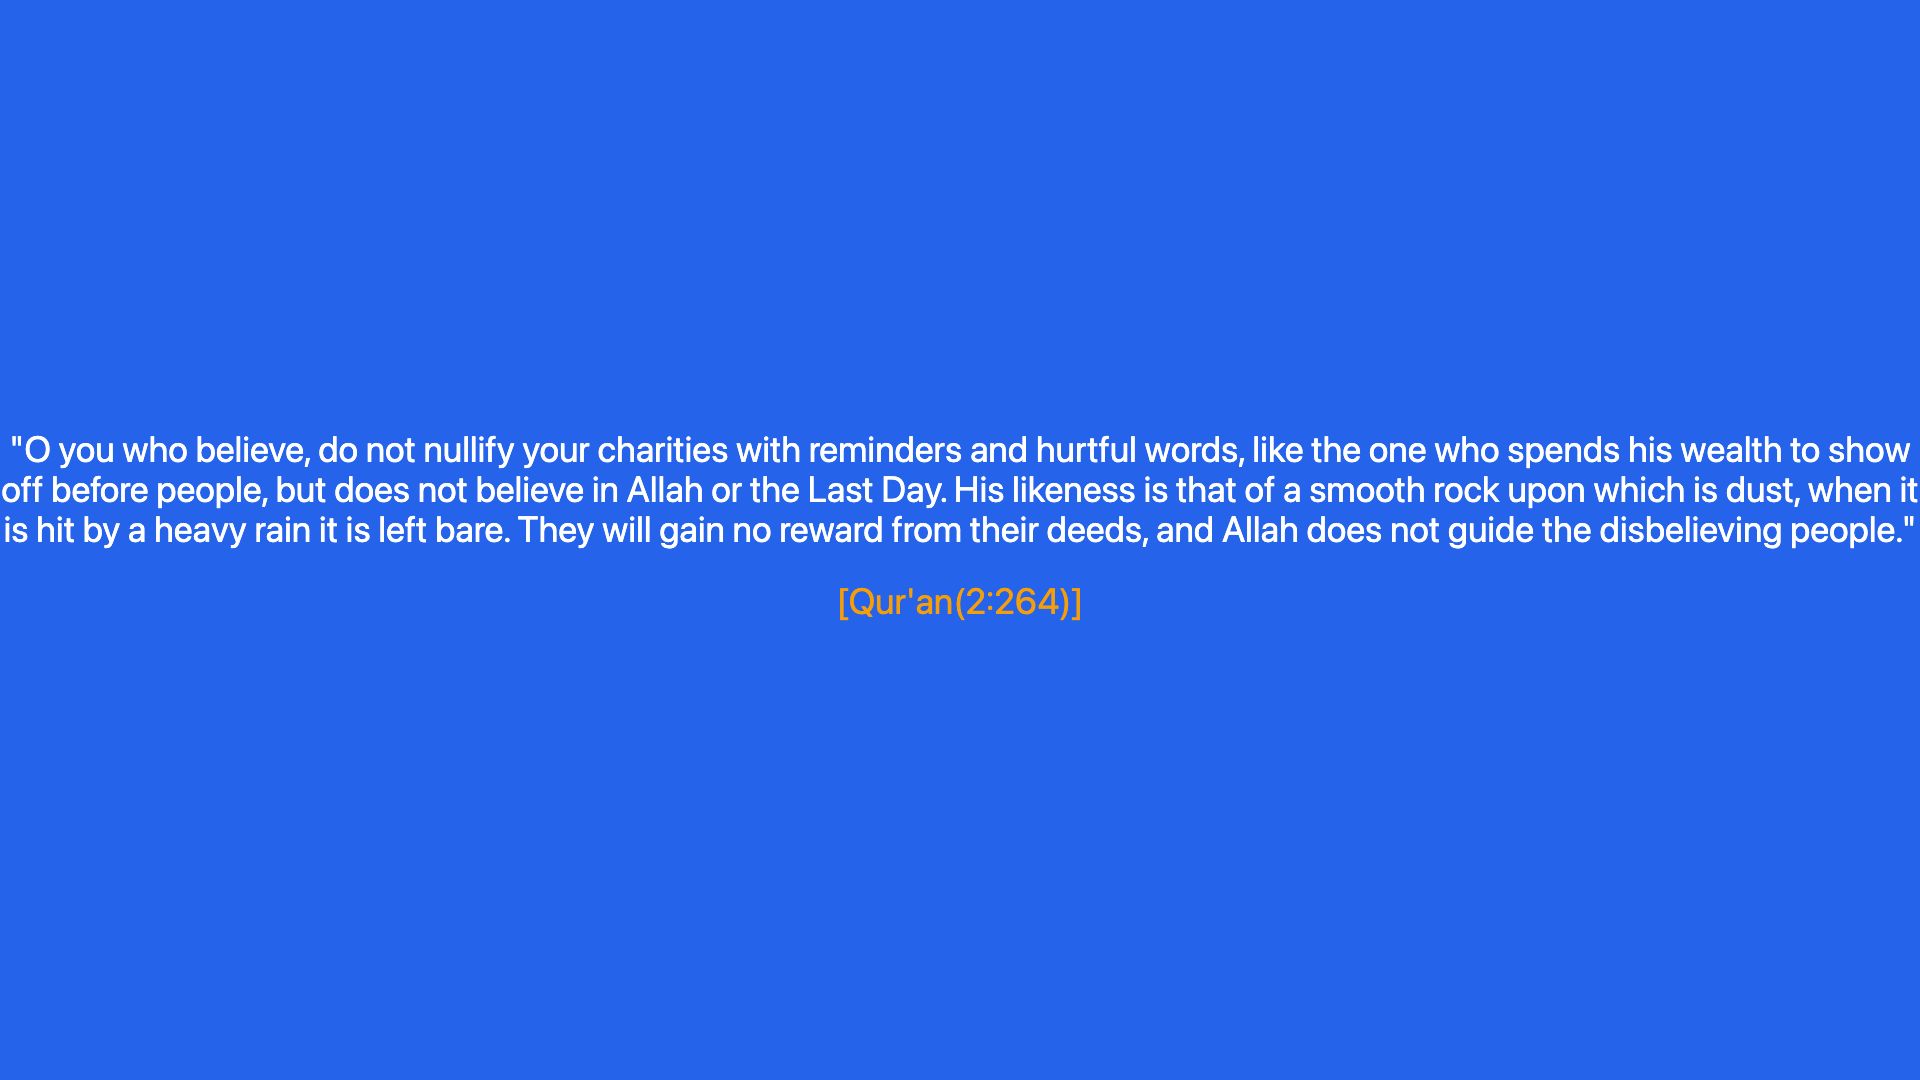 "O you who believe, do not nullify your charities with reminders and hurtful words, like the one who spends his wealth to show
off before people, but does not believe in Allah or the Last Day. His likeness is that of a smooth rock upon which is dust, when it
is hit by a heavy rain it is left bare. They will gain no reward from their deeds, and Allah does not guide the disbelieving people."
[Qur'an(2:264)]